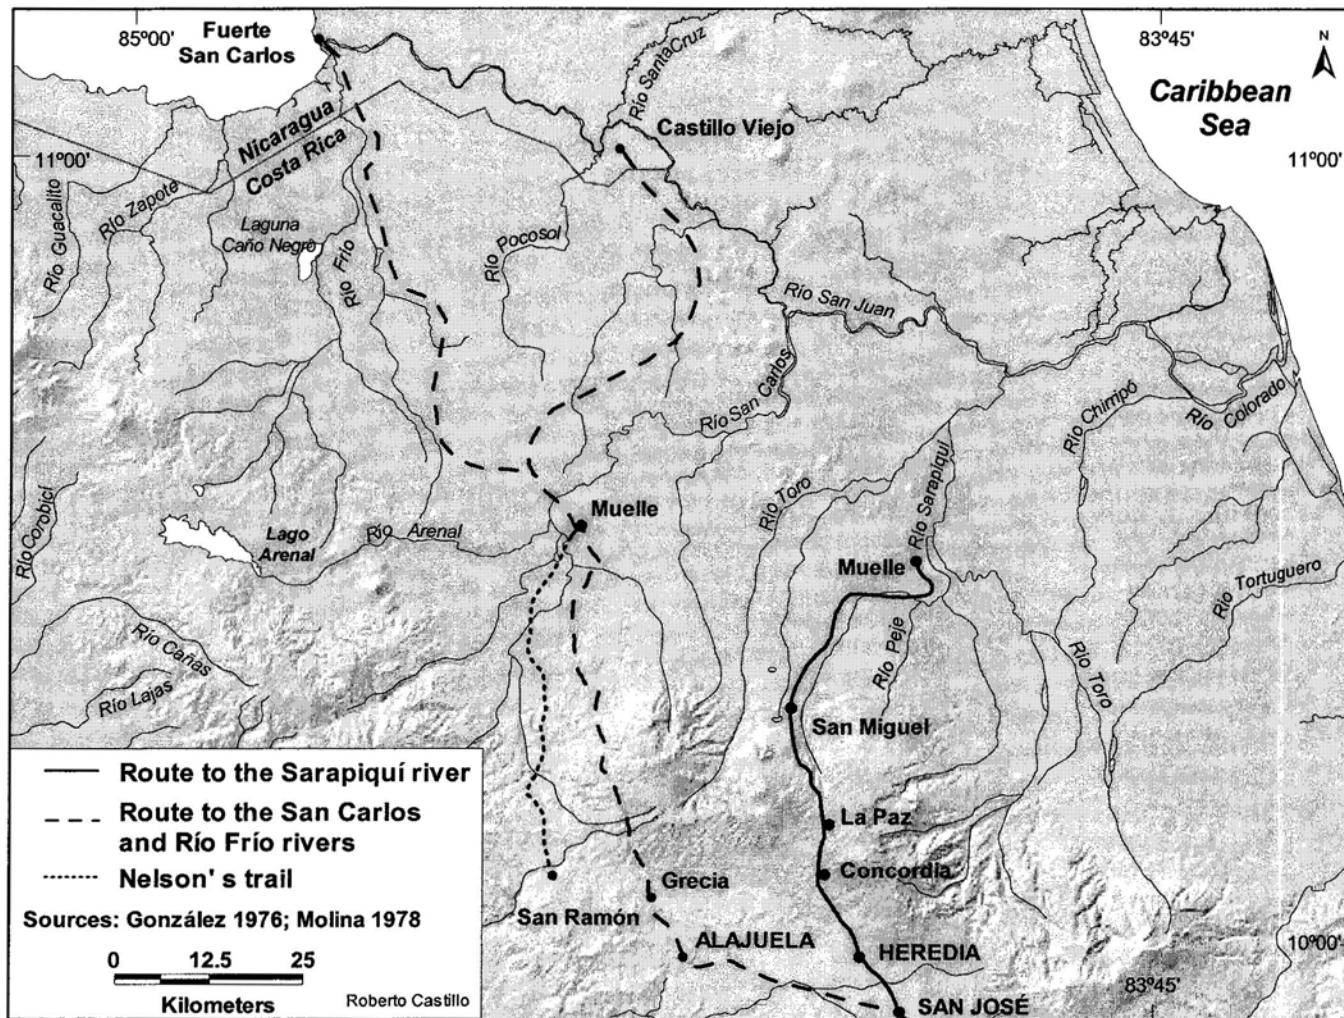 85º00'
Fuerte
San Carlos
83º45'
N
Caribbean
Sea
Río SantaCruz
Castillo Viejo
Nicaragua
Costa Rica
11º00'
11º00'
Río Guacalito
Río Zapote
Laguna
Caño Negro
Río Frío
Río Pocosol
Río San Juan
Río San Carlos
Río Chirripó
Río Colorado
Río Corobicí
Lago
Arenal
Río Arenal
Muelle
Río Toro
Río Sarapiquí
Muelle
Río Tortuguero
Río Cañas
Río Lajas
Río Peje
Río Toro
San Miguel
Route to the Sarapiquí river
Route to the San Carlos
and Río Frío rivers
Nelson' s trail
Sources: González 1976; Molina 1978
0 12.5 25
Kilometers
Roberto Castillo
La Paz
Concordia
Grecia
San Ramón
ALAJUELA
HEREDIA
10º00'
83º45'
SAN JOSÉ